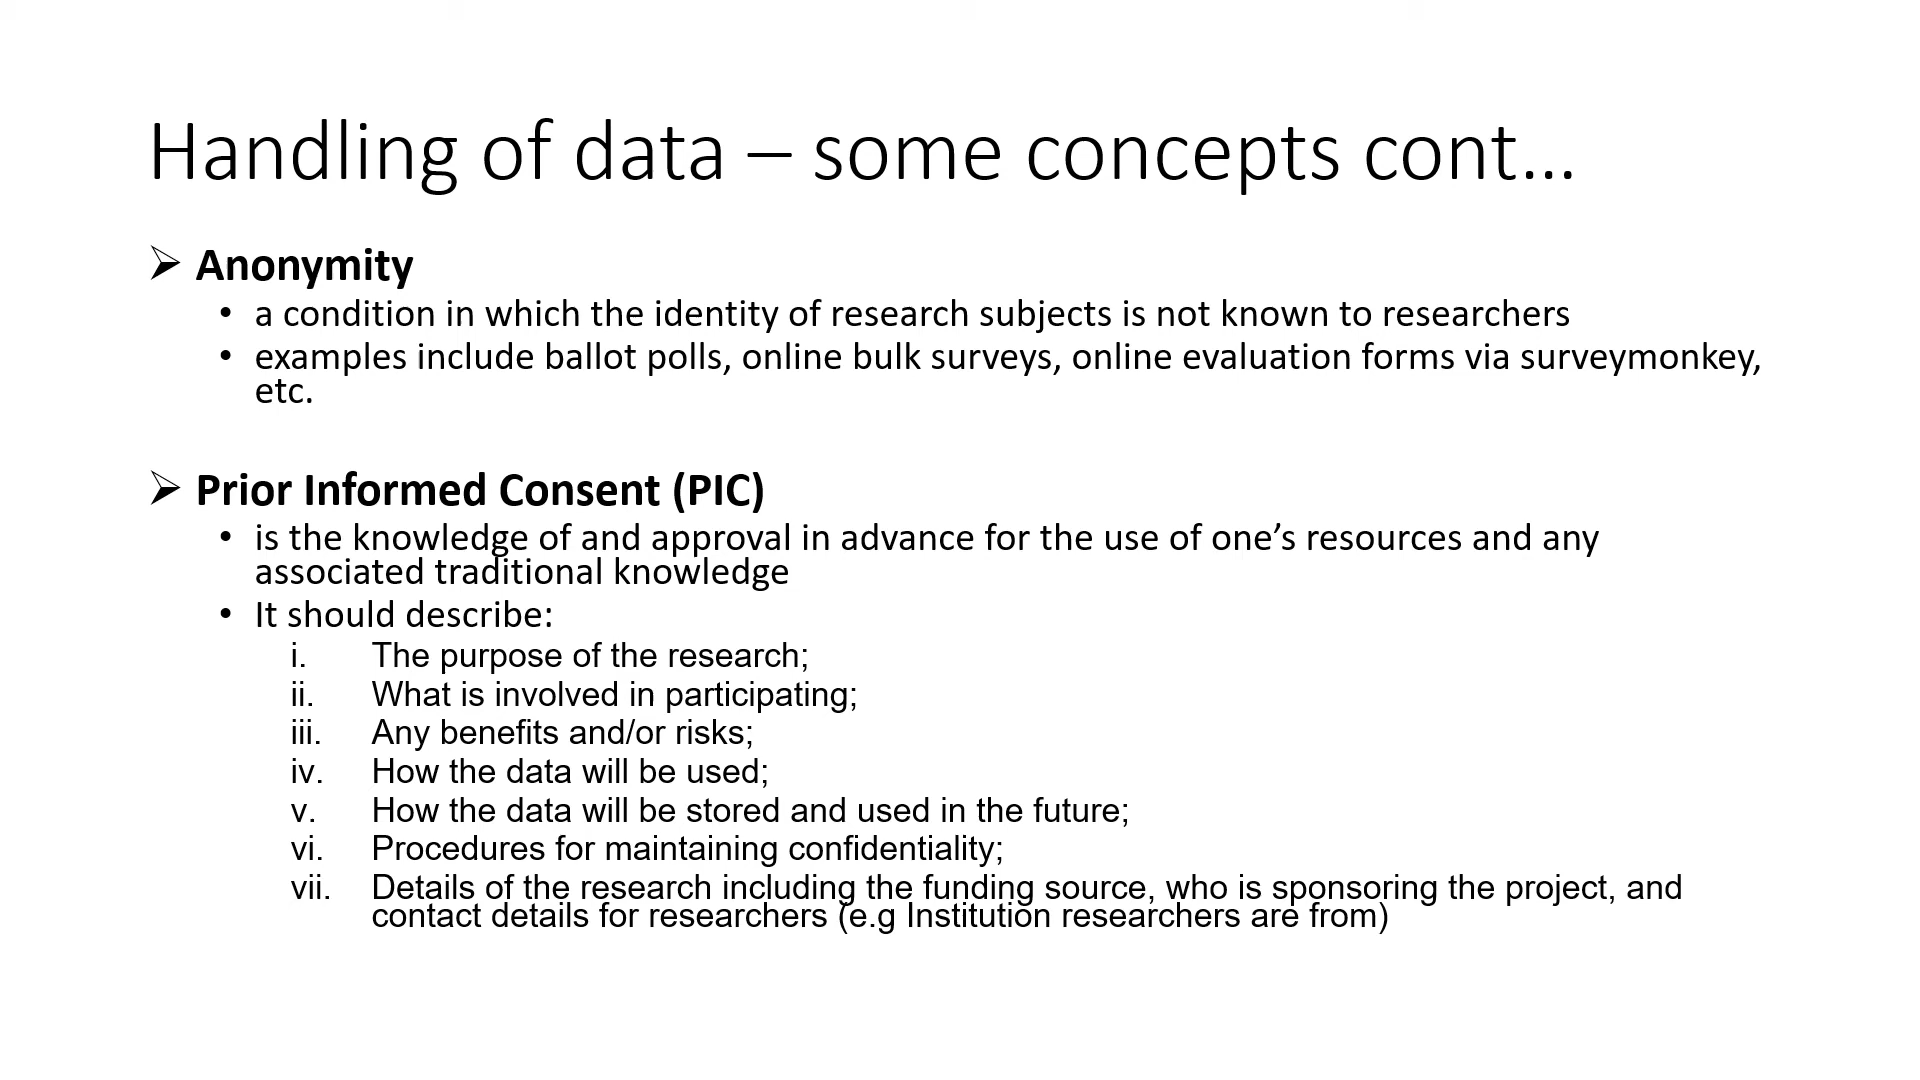 Handling of data – some concepts cont…
➢ Anonymity
• a condition in which the identity of research subjects is not known to researchers
• examples include ballot polls, online bulk surveys, online evaluation forms via surveymonkey,
etc.
➢ Prior Informed Consent (PIC)
• is the knowledge of and approval in advance for the use of one’s resources and any
associated traditional knowledge
• It should describe:
i. The purpose of the research;
ii. What is involved in participating;
iii. Any benefits and/or risks;
iv. How the data will be used;
v. How the data will be stored and used in the future;
vi. Procedures for maintaining confidentiality;
vii. Details of the research including the funding source, who is sponsoring the project, and
contact details for researchers (e.g Institution researchers are from)